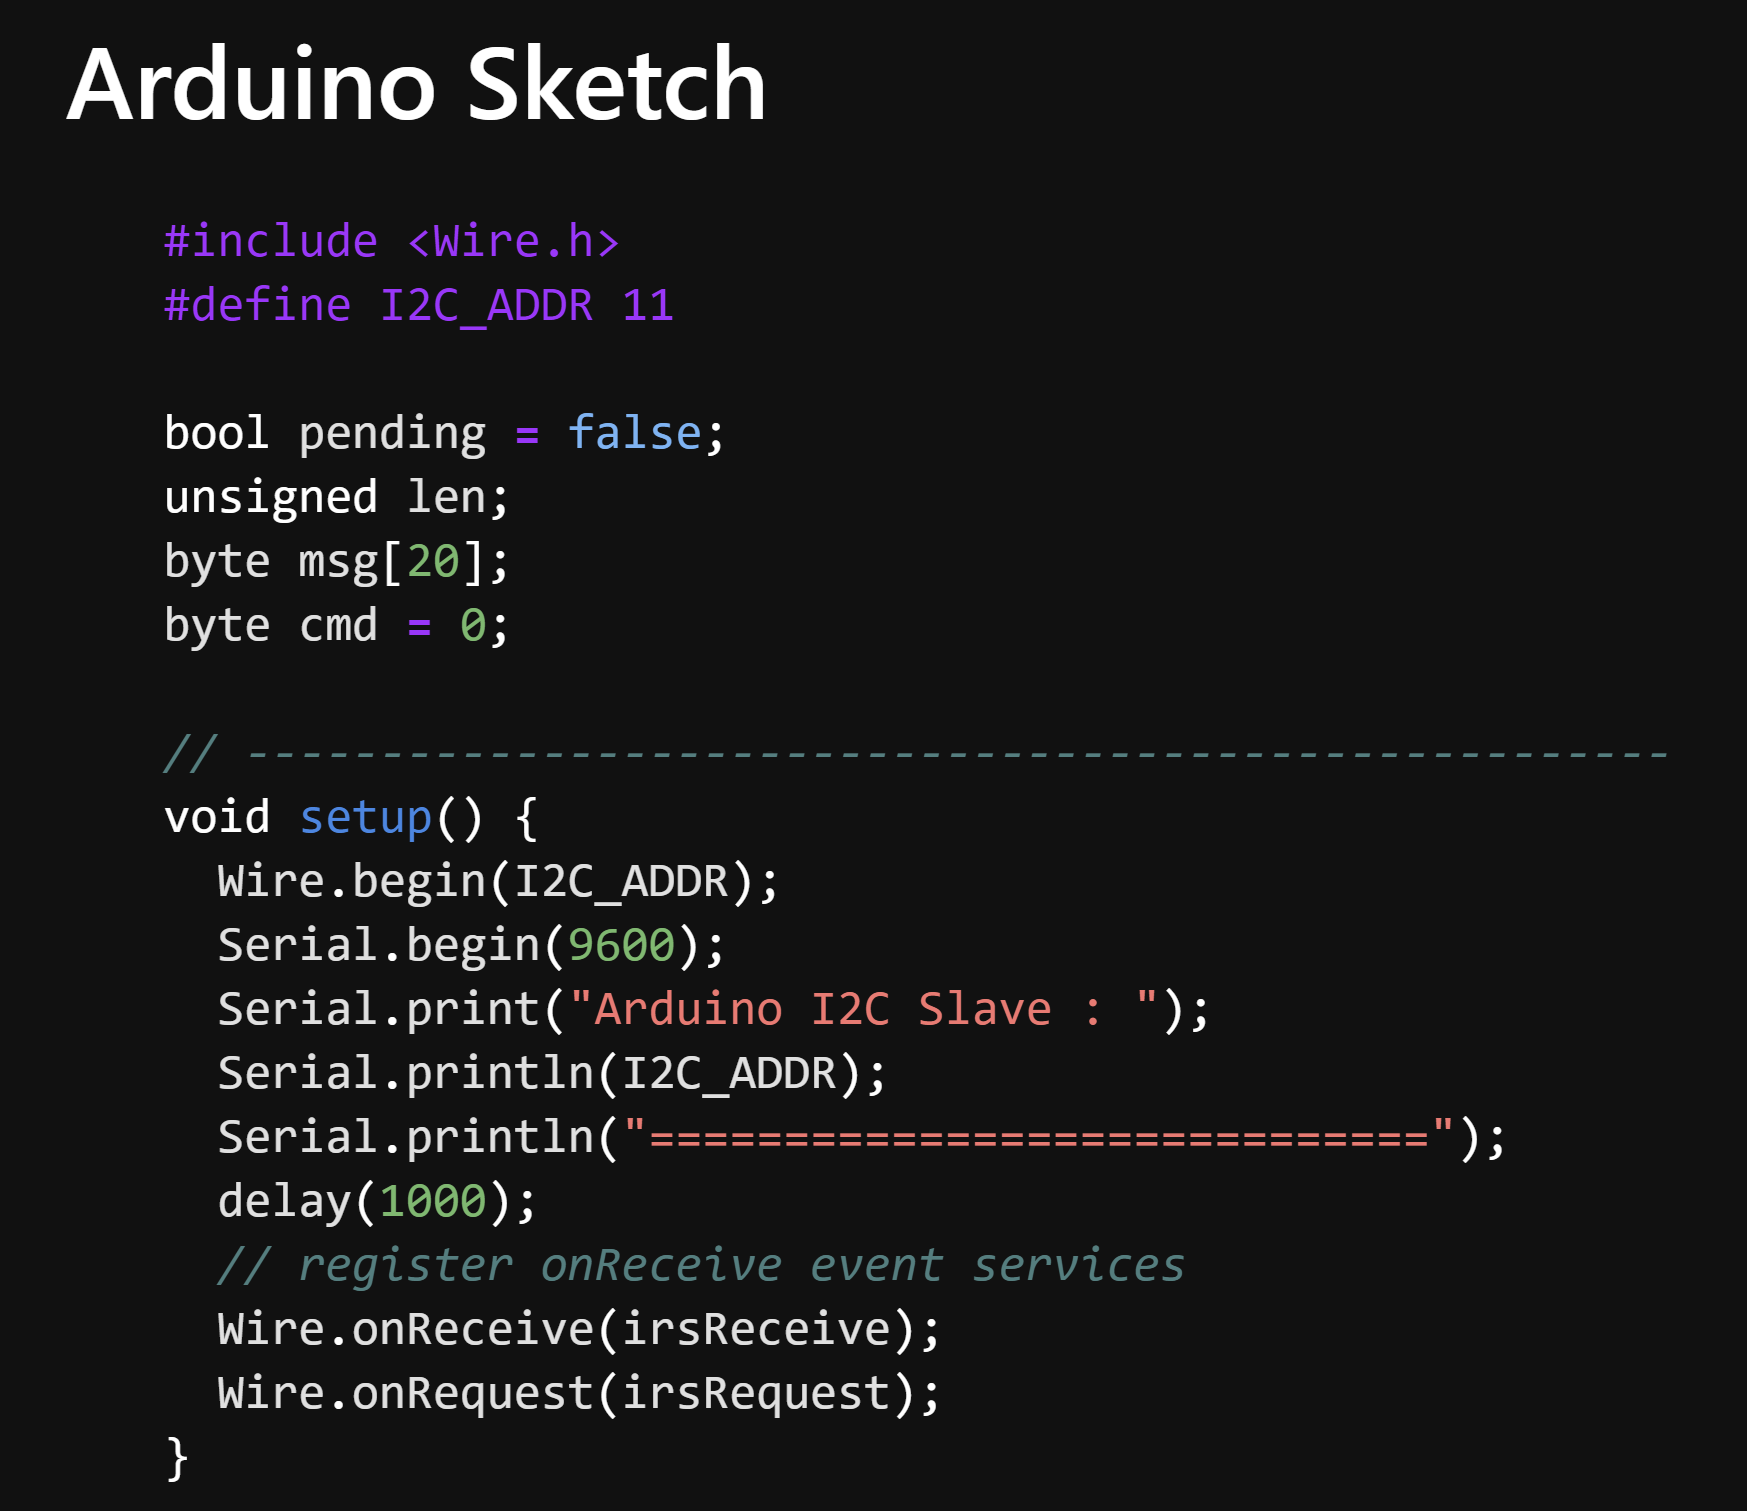 Arduino Sketch
#include <Wire.h>
#define I2C_ADDR 11
bool pending = false;
unsigned len;
byte msg[20];
byte cmd = 0;
// -----------------------------------------------------
void setup() {
  Wire.begin(I2C_ADDR);
  Serial.begin(9600);
  Serial.print("Arduino I2C Slave : ");
  Serial.println(I2C_ADDR);
  Serial.println("=============================");
  delay(1000);
  // register onReceive event services
  Wire.onReceive(irsReceive);
  Wire.onRequest(irsRequest);
}